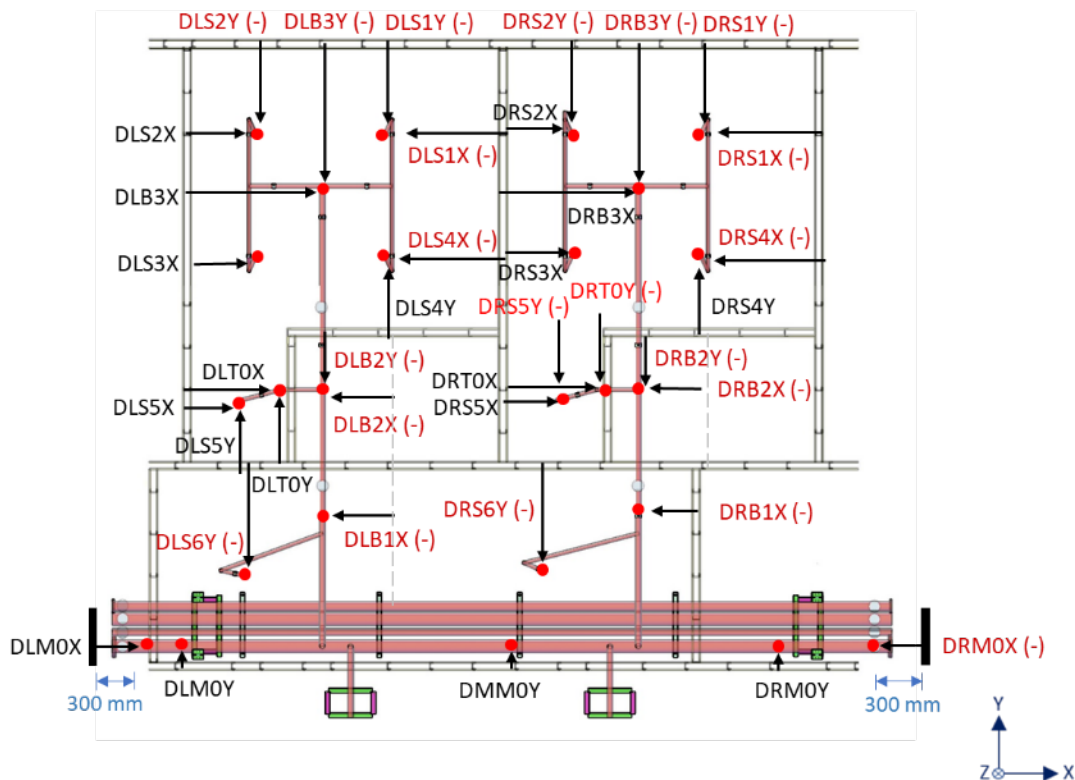 DLS2Y (-)
DLB3Y (-)
DLS1Y (-)
DRS2Y (-)
DRB3Y (-)
DRS1Y (-)
DLS2X
DRS2X
DLS1X (-)
DRS1X (-)
DLB3X
DRB3X
DLS3X
DLS4X (-)
DRS3X
DRS4X (-)
DRT0Y (-)
DLS4Y
DRS5Y (-)
DRS4Y
DLB2Y (-)
DRB2Y (-)
DLT0X
DRT0X
DRB2X (-)
DLS5X
DRS5X
DLB2X (-)
DLS5Y
DLT0Y
DRS6Y (-)
DRB1X (-)
DLS6Y (-)
DLB1X (-)
DLM0X
DRM0X (-)
DLM0Y
DMM0Y
DRM0Y
300 mm
300 mm
Y
Z
X